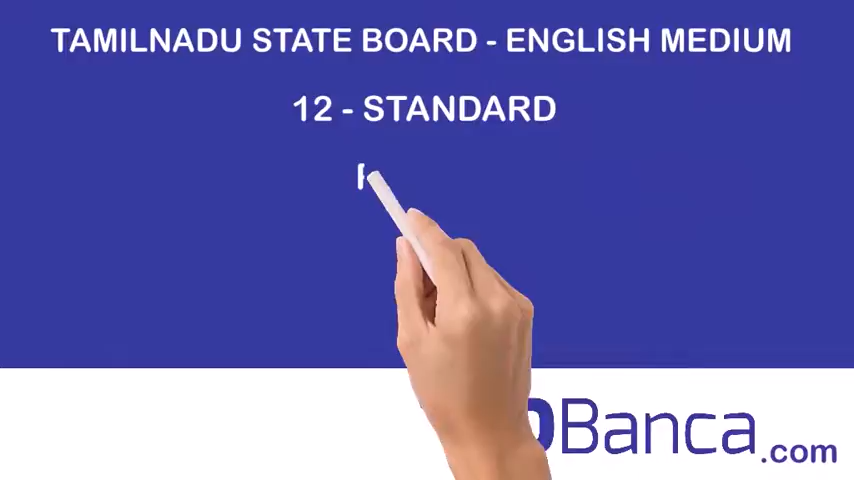 TAMILNADU STATE BOARD - ENGLISH MEDIUM
12 - STANDARD
Banca.com